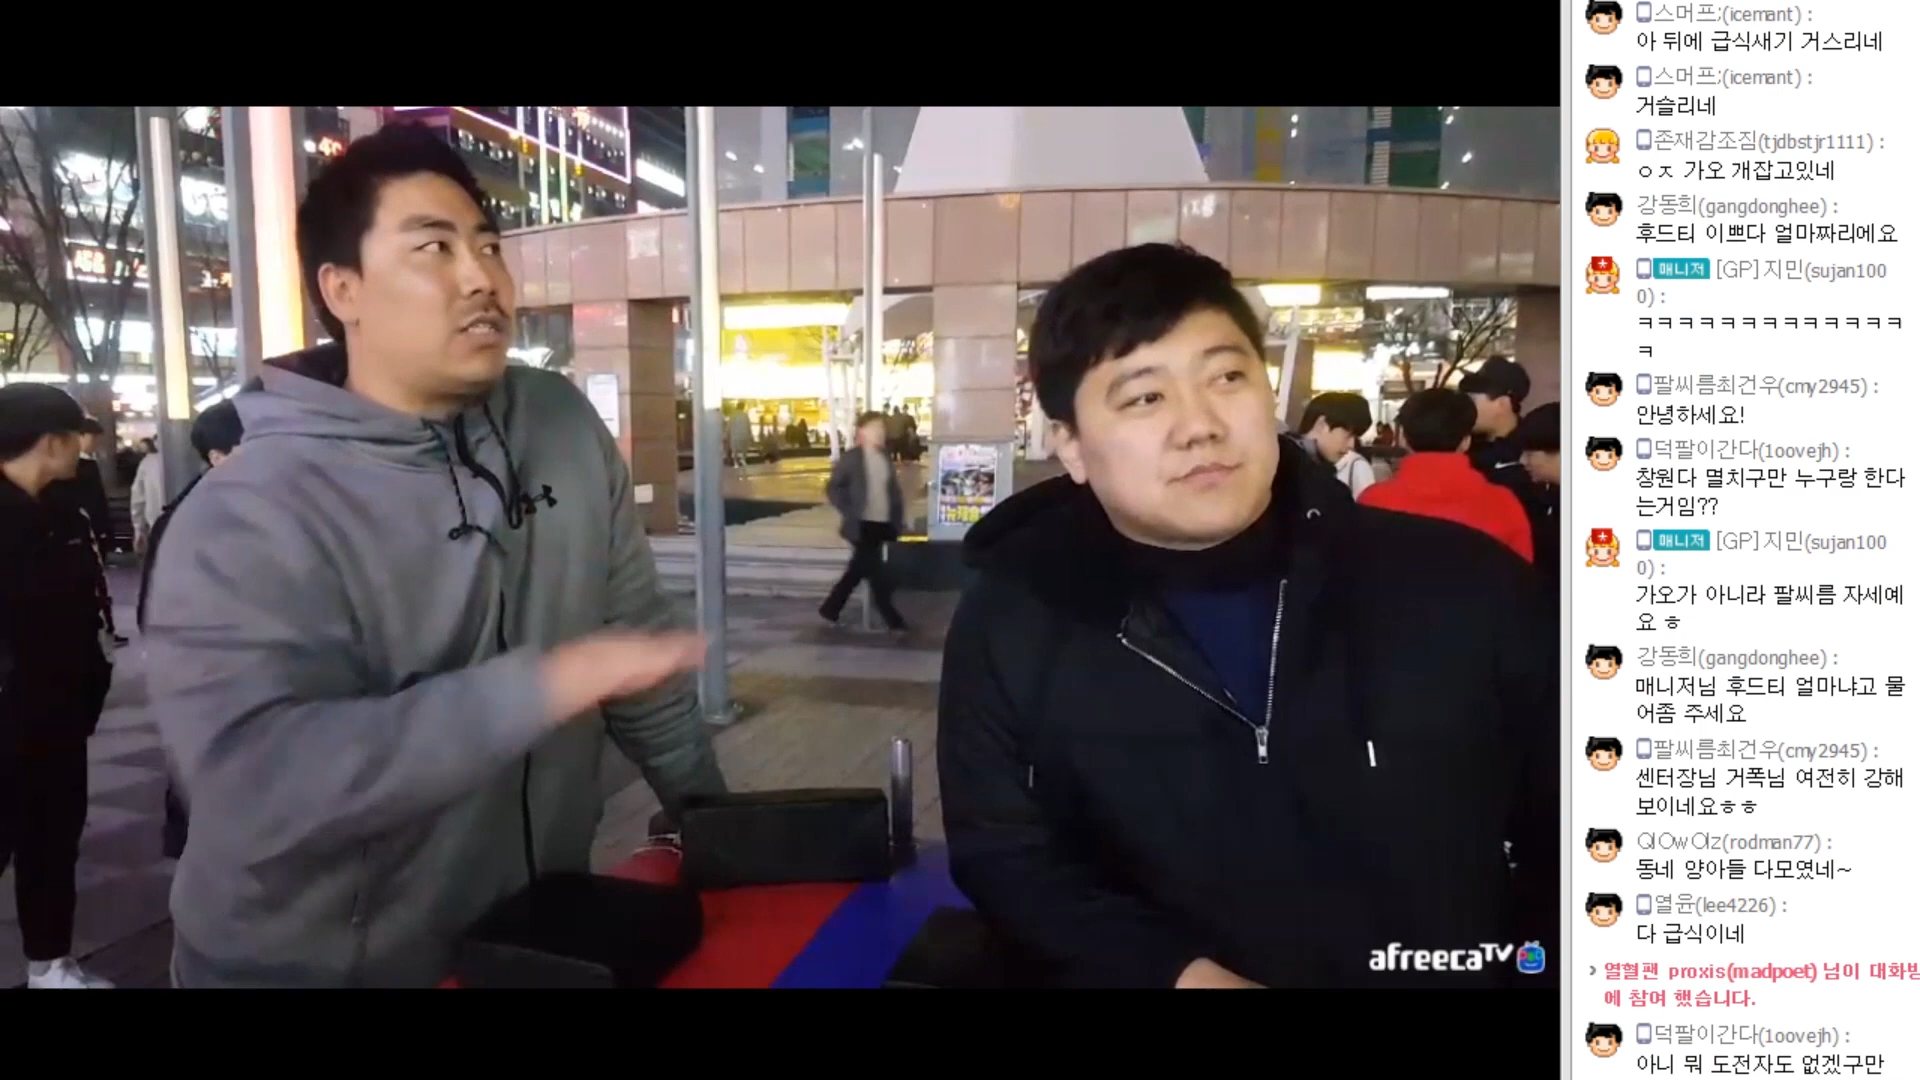 스머프;(icemant) :
아 뒤에 급식새기 거스리네
스머프;(icemant) :
거슬리네
존재감조짐(tjdbstjr1111) :
ㅇㅈ 가오 개잡고있네
강동희(gangdonghee) :
후드티 이쁘다 얼마짜리에요
매니저 [GP]지민(sujan100
0) :
ㅋㅋㅋㅋㅋㅋㅋㅋㅋㅋㅋㅋㅋ
ㅋ
팔씨름최건우(cmy2945) :
안녕하세요!
덕팔이간다(1oovejh) :
창원다 멸치구만 누구랑 한다
는거임??
매니저 [GP]지민(sujan100
0) :
가오가 아니라 팔씨름 자세예
요 ㅎ
강동희(gangdonghee) :
매니저님 후드티 얼마냐고 물
어좀 주세요
팔씨름최건우(cmy2945) :
센터장님 거폭님 여전히 강해
보이네요ㅎㅎ
(rodman77) :
동네 양아들 다모였네~
열윤(lee4226) :
다 급식이네
열혈팬 proxis(madpoet) 님이 대화방
에 참여 했습니다.
덕팔이간다(1oovejh) :
아니 뭐 도전자도 없겠구만
afreecaTV